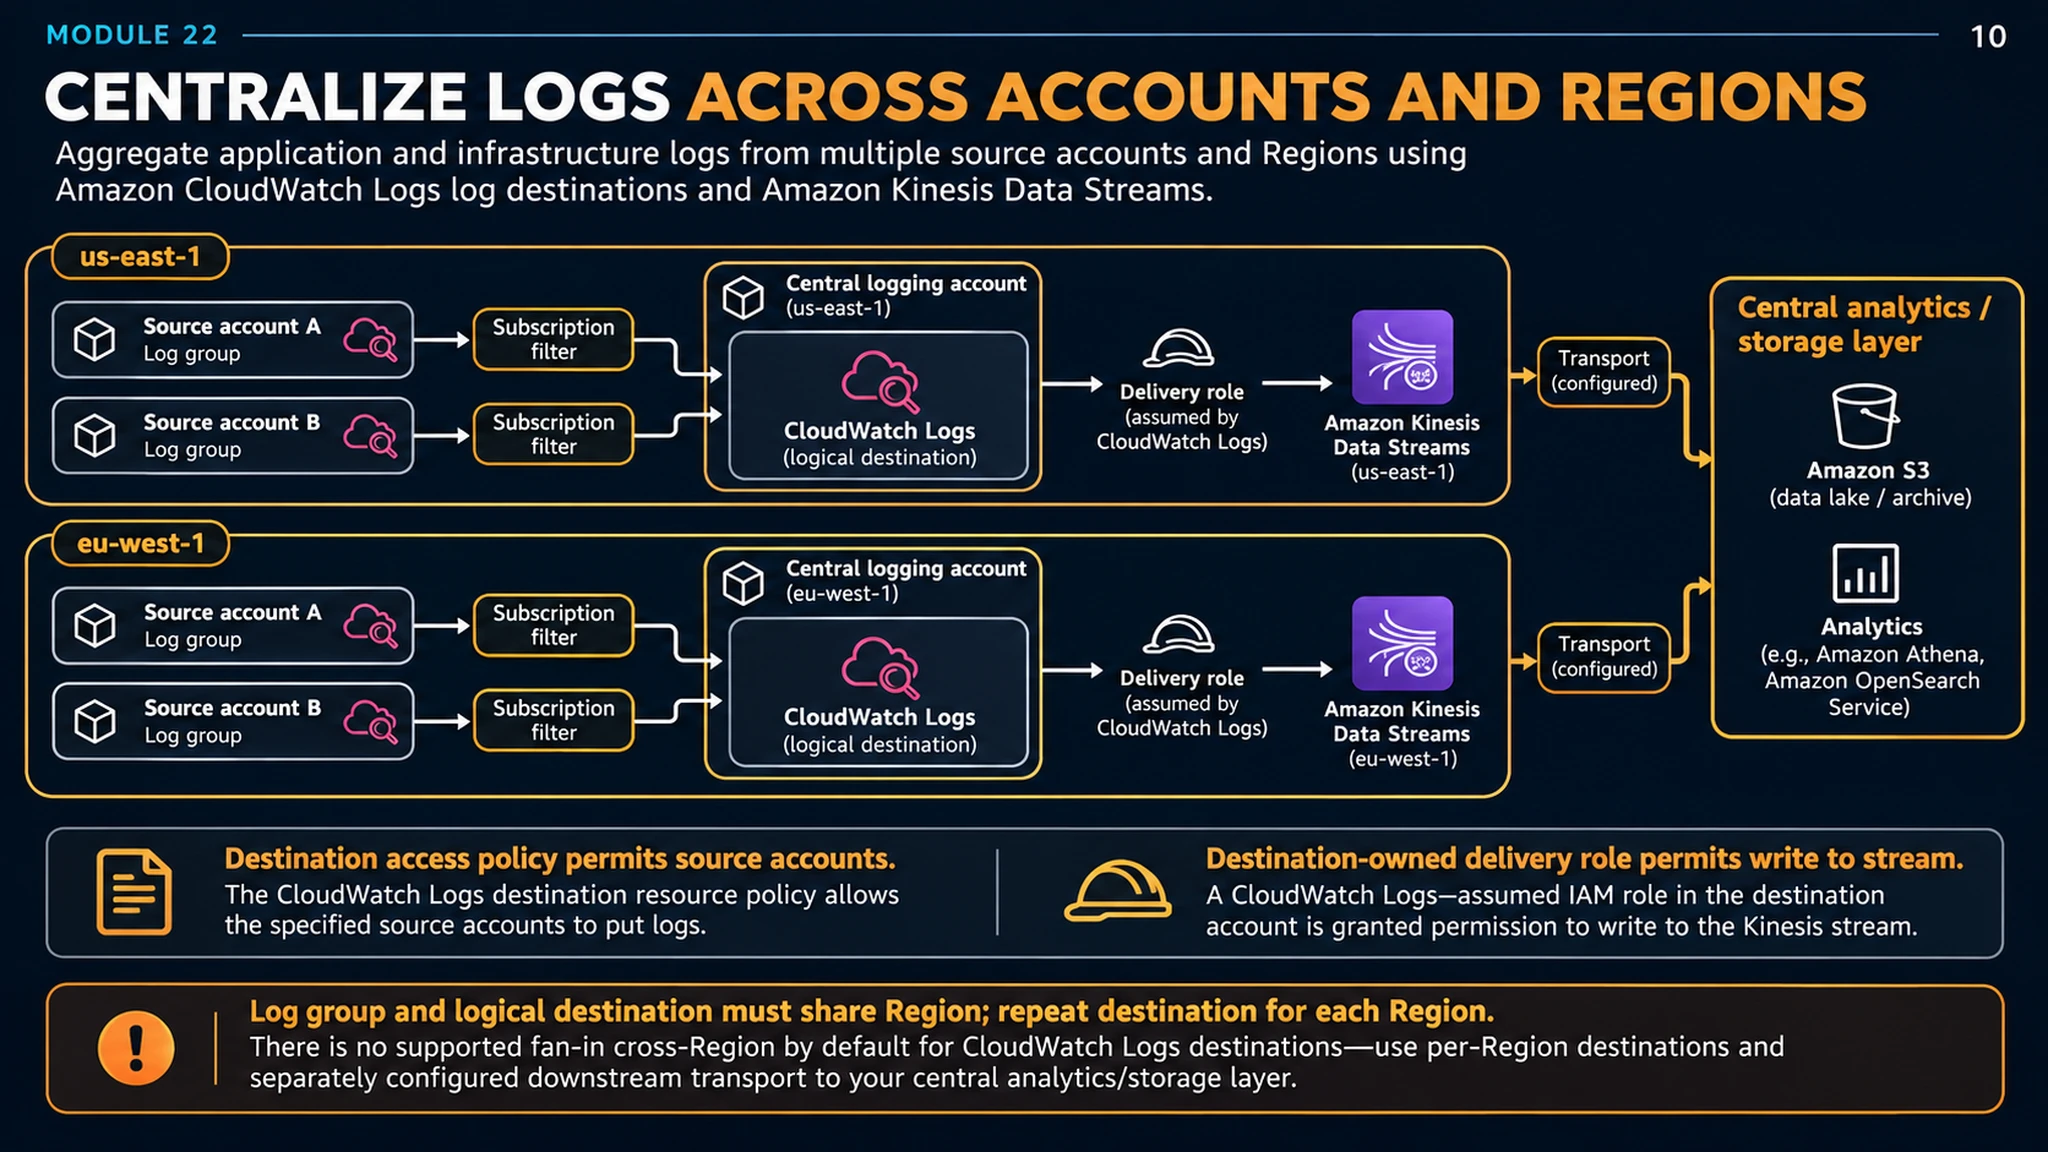 MODULE 22
10
CENTRALIZE LOGS ACROSS ACCOUNTS AND REGIONS
Aggregate application and infrastructure logs from multiple source accounts and Regions using
Amazon CloudWatch Logs log destinations and Amazon Kinesis Data Streams.
us-east-1
Source account A
Log group
Subscription
filter
Source account B
Log group
Subscription
filter
Central logging account
(us-east-1)
CloudWatch Logs
(logical destination)
Delivery role
(assumed by
CloudWatch Logs)
Amazon Kinesis
Data Streams
(us-east-1)
Transport
(configured)
eu-west-1
Source account A
Log group
Subscription
filter
Source account B
Log group
Subscription
filter
Central logging account
(eu-west-1)
CloudWatch Logs
(logical destination)
Delivery role
(assumed by
CloudWatch Logs)
Amazon Kinesis
Data Streams
(eu-west-1)
Transport
(configured)
Central analytics /
storage layer
Amazon S3
(data lake / archive)
Analytics
(e.g., Amazon Athena,
Amazon OpenSearch
Service)
Destination access policy permits source accounts.
The CloudWatch Logs destination resource policy allows
the specified source accounts to put logs.
Destination-owned delivery role permits write to stream.
A CloudWatch Logs—assumed IAM role in the destination
account is granted permission to write to the Kinesis stream.
Log group and logical destination must share Region; repeat destination for each Region.
There is no supported fan-in cross-Region by default for CloudWatch Logs destinations—use per-Region destinations and
separately configured downstream transport to your central analytics/storage layer.